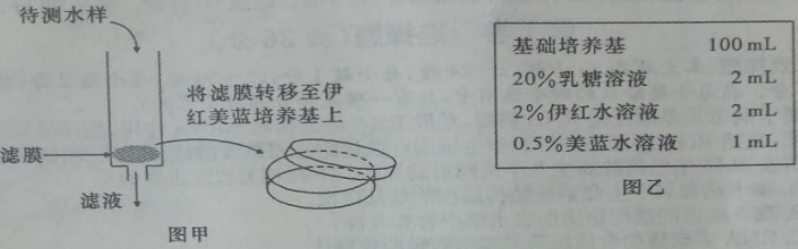 待测水样
将滤膜转移至伊
红美蓝培养基上
滤膜
滤液
图甲
基础培养基 100 mL
20%乳糖溶液 2 mL
2%伊红水溶液 2 mL
0.5%美蓝水溶液 1 mL
图乙